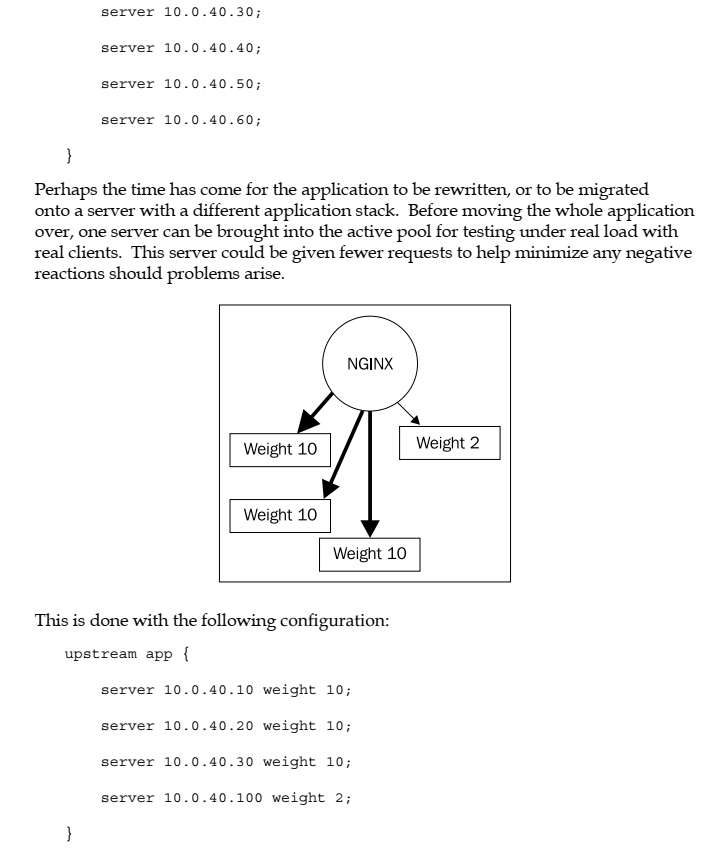 server 10.0.40.30;
server 10.0.40.40;
server 10.0.40.50;
server 10.0.40.60;
}
Perhaps the time has come for the application to be rewritten, or to be migrated
onto a server with a different application stack. Before moving the whole application
over, one server can be brought into the active pool for testing under real load with
real clients. This server could be given fewer requests to help minimize any negative
reactions should problems arise.
NGINX
Weight 10
Weight 2
Weight 10
Weight 10
This is done with the following configuration:
upstream app {
server 10.0.40.10 weight 10;
server 10.0.40.20 weight 10;
server 10.0.40.30 weight 10;
server 10.0.40.100 weight 2;
}